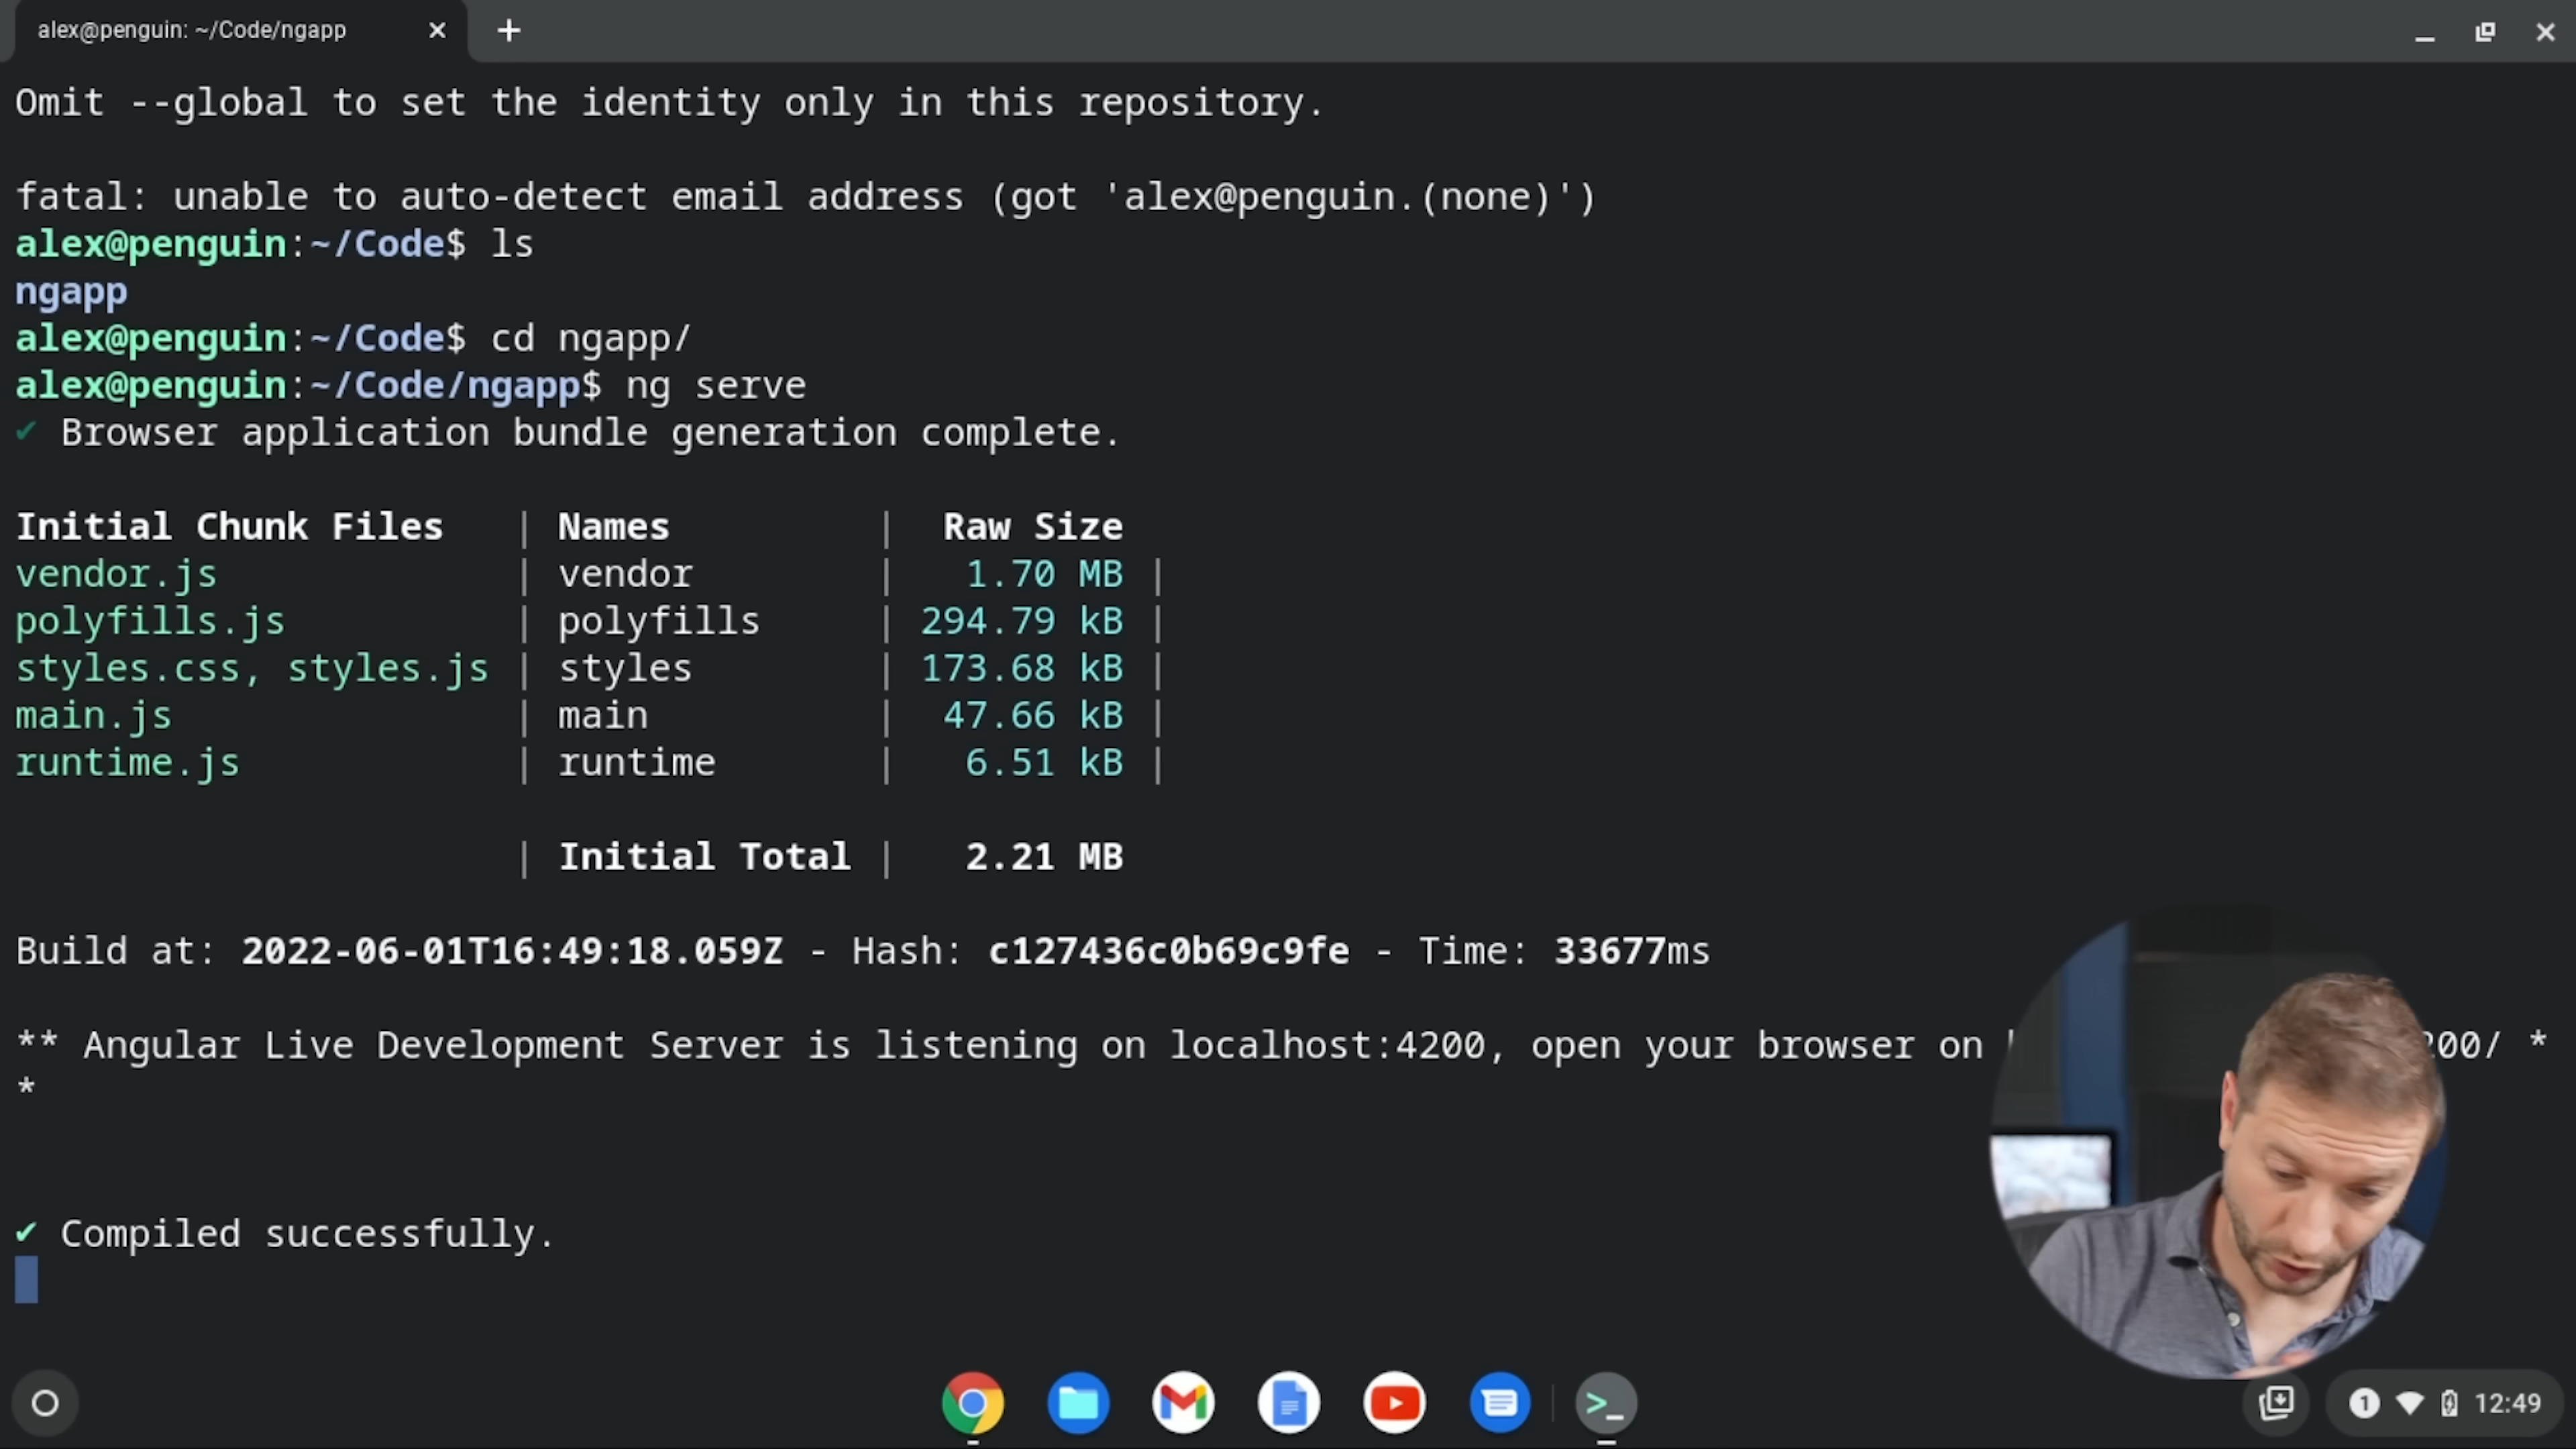 alex@penguin: ~/Code/ngapp
Omit --global to set the identity only in this repository.
fatal: unable to auto-detect email address (got 'alex@penguin.(none)')
alex@penguin:~/Code$ ls
ngapp
alex@penguin:~/Code$ cd ngapp/
alex@penguin:~/Code/ngapp$ ng serve
✔ Browser application bundle generation complete.
Initial Chunk Files | Names | Raw Size
vendor.js | vendor | 1.70 MB |
polyfills.js | polyfills | 294.79 kB |
styles.css, styles.js | styles | 173.68 kB |
main.js | main | 47.66 kB |
runtime.js | runtime | 6.51 kB |
| Initial Total | 2.21 MB
Build at: 2022-06-01T16:49:18.059Z - Hash: c127436c0b69c9fe - Time: 33677ms
** Angular Live Development Server is listening on localhost:4200, open your browser on 200/ *
*
✔ Compiled successfully.
1 12:49